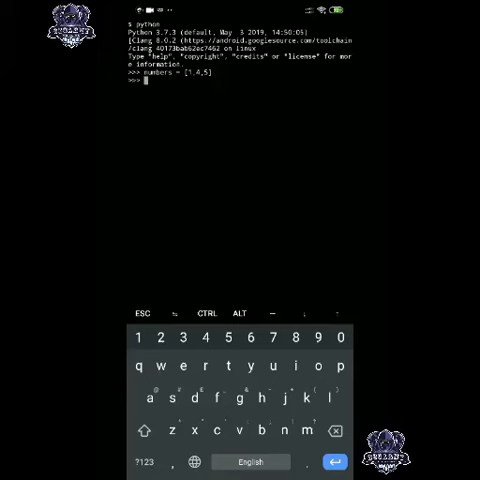 $ python
Python 3.7.3 (default, May  3 2019, 14:50:05)
[Clang 8.0.2 (https://android.googlesource.com/toolchain
/clang 40173bab62ec7462 on linux
Type "help", "copyright", "credits" or "license" for mor
e information.
>>> numbers = [1,4,5]
>>>
ESC CTRL ALT —
1 2 3 4 5 6 7 8 9 0
q w e r t y u i o p
a s d f g h j k l
z x c v b n m
?123 , English .